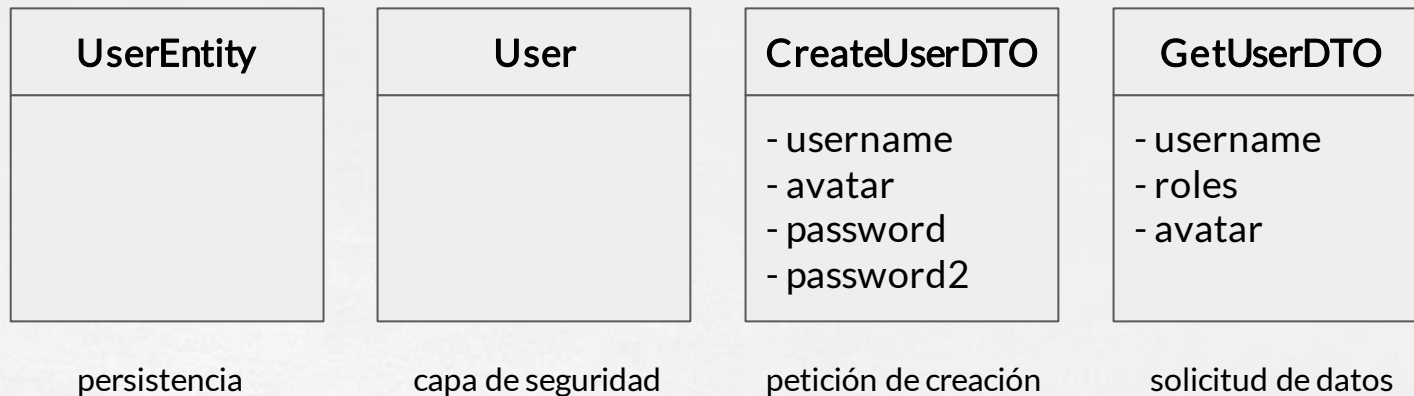 UserEntity
User
CreateUserDTO
- username
- avatar
- password
- password2
GetUserDTO
- username
- roles
- avatar
persistencia
capa de seguridad
petición de creación
solicitud de datos